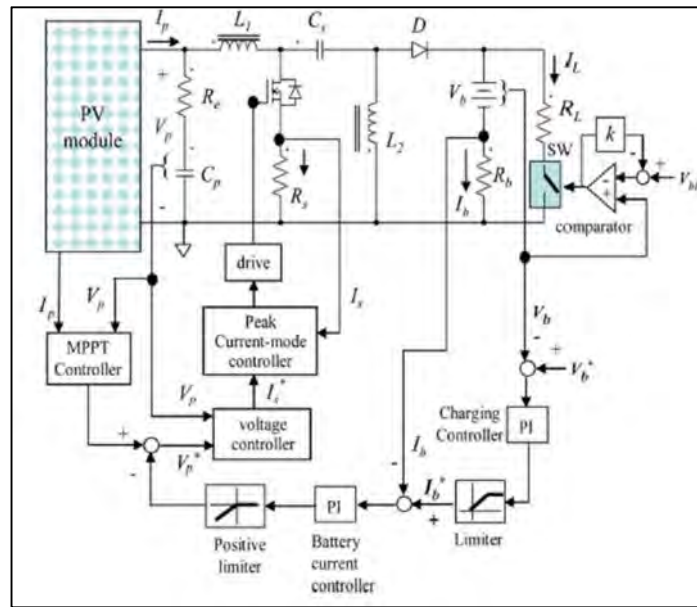 I_p
L_1
C_s
D
+
PV
module
V_p
-
R_e
C_p
R_s
L_2
V_b
I_b
R_b
I_L
R_L
SW
k
-
+
-
+
comparator
drive
I_s
I_p
V_p
MPPT
Controller
Peak
Current-mode
controller
V_p
voltage
controller
V_b
-
+
V_b*
Charging
Controller
PI
+
V_p*
-
I_b
-
I_b*
+
Positive
limiter
PI
Battery
current
controller
Limiter